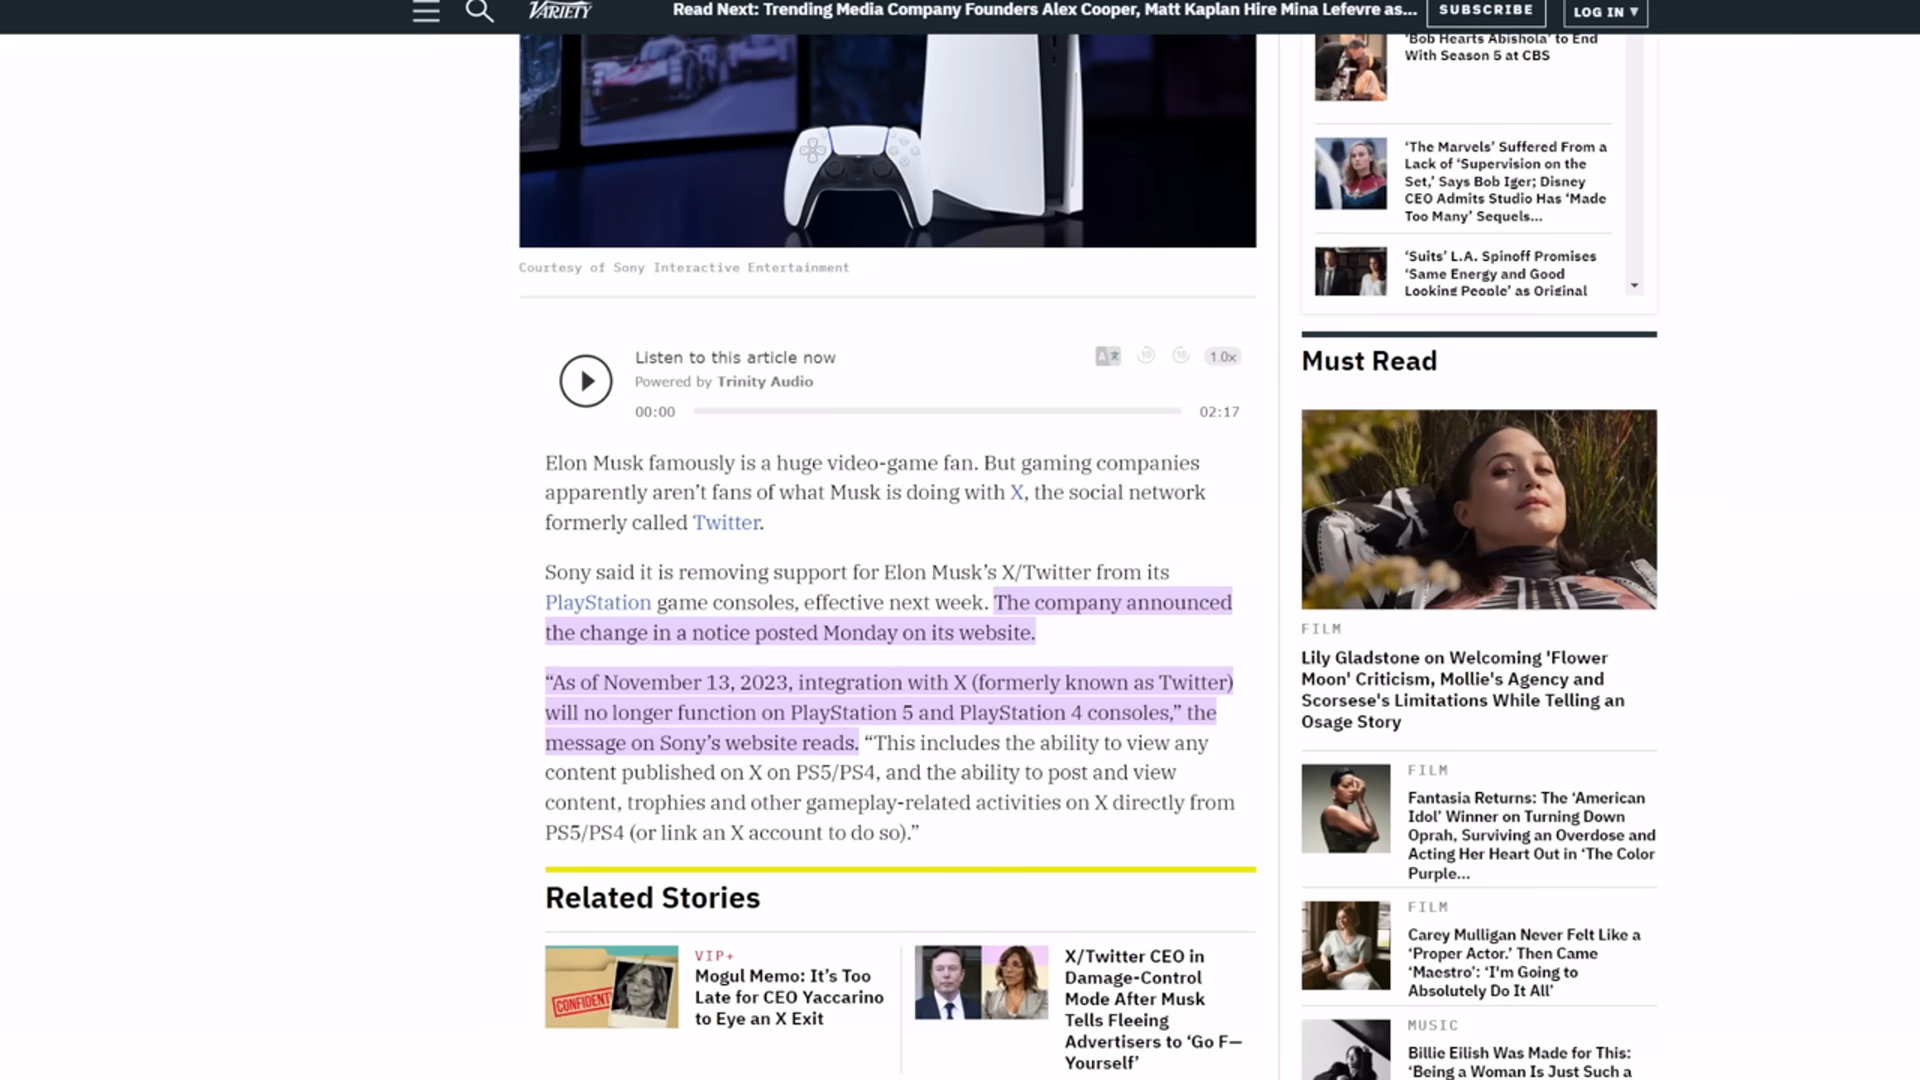 VARIETY
Read Next: Trending Media Company Founders Alex Cooper, Matt Kaplan Hire Mina Lefevre as...
SUBSCRIBE
LOG IN ▼
Courtesy of Sony Interactive Entertainment
Listen to this article now
Powered by Trinity Audio
10
10
1.0x
00:00
02:17
Elon Musk famously is a huge video-game fan. But gaming companies
apparently aren’t fans of what Musk is doing with X, the social network
formerly called Twitter.
Sony said it is removing support for Elon Musk’s X/Twitter from its
PlayStation game consoles, effective next week. The company announced
the change in a notice posted Monday on its website.
“As of November 13, 2023, integration with X (formerly known as Twitter)
will no longer function on PlayStation 5 and PlayStation 4 consoles,” the
message on Sony’s website reads. “This includes the ability to view any
content published on X on PS5/PS4, and the ability to post and view
content, trophies and other gameplay-related activities on X directly from
PS5/PS4 (or link an X account to do so).”
Related Stories
CONFIDENT
VIP+
Mogul Memo: It’s Too
Late for CEO Yaccarino
to Eye an X Exit
X/Twitter CEO in
Damage-Control
Mode After Musk
Tells Fleeing
Advertisers to ‘Go F—
Yourself’
‘Bob Hearts Abishola’ to End
With Season 5 at CBS
‘The Marvels’ Suffered From a
Lack of ‘Supervision on the
Set,’ Says Bob Iger; Disney
CEO Admits Studio Has ‘Made
Too Many’ Sequels...
‘Suits’ L.A. Spinoff Promises
‘Same Energy and Good
Looking People’ as Original
Must Read
FILM
Lily Gladstone on Welcoming 'Flower
Moon' Criticism, Mollie's Agency and
Scorsese's Limitations While Telling an
Osage Story
FILM
Fantasia Returns: The ‘American
Idol’ Winner on Turning Down
Oprah, Surviving an Overdose and
Acting Her Heart Out in ‘The Color
Purple...
FILM
Carey Mulligan Never Felt Like a
‘Proper Actor.’ Then Came
‘Maestro’: ‘I'm Going to
Absolutely Do It All’
MUSIC
Billie Eilish Was Made for This:
‘Being a Woman Is Just Such a